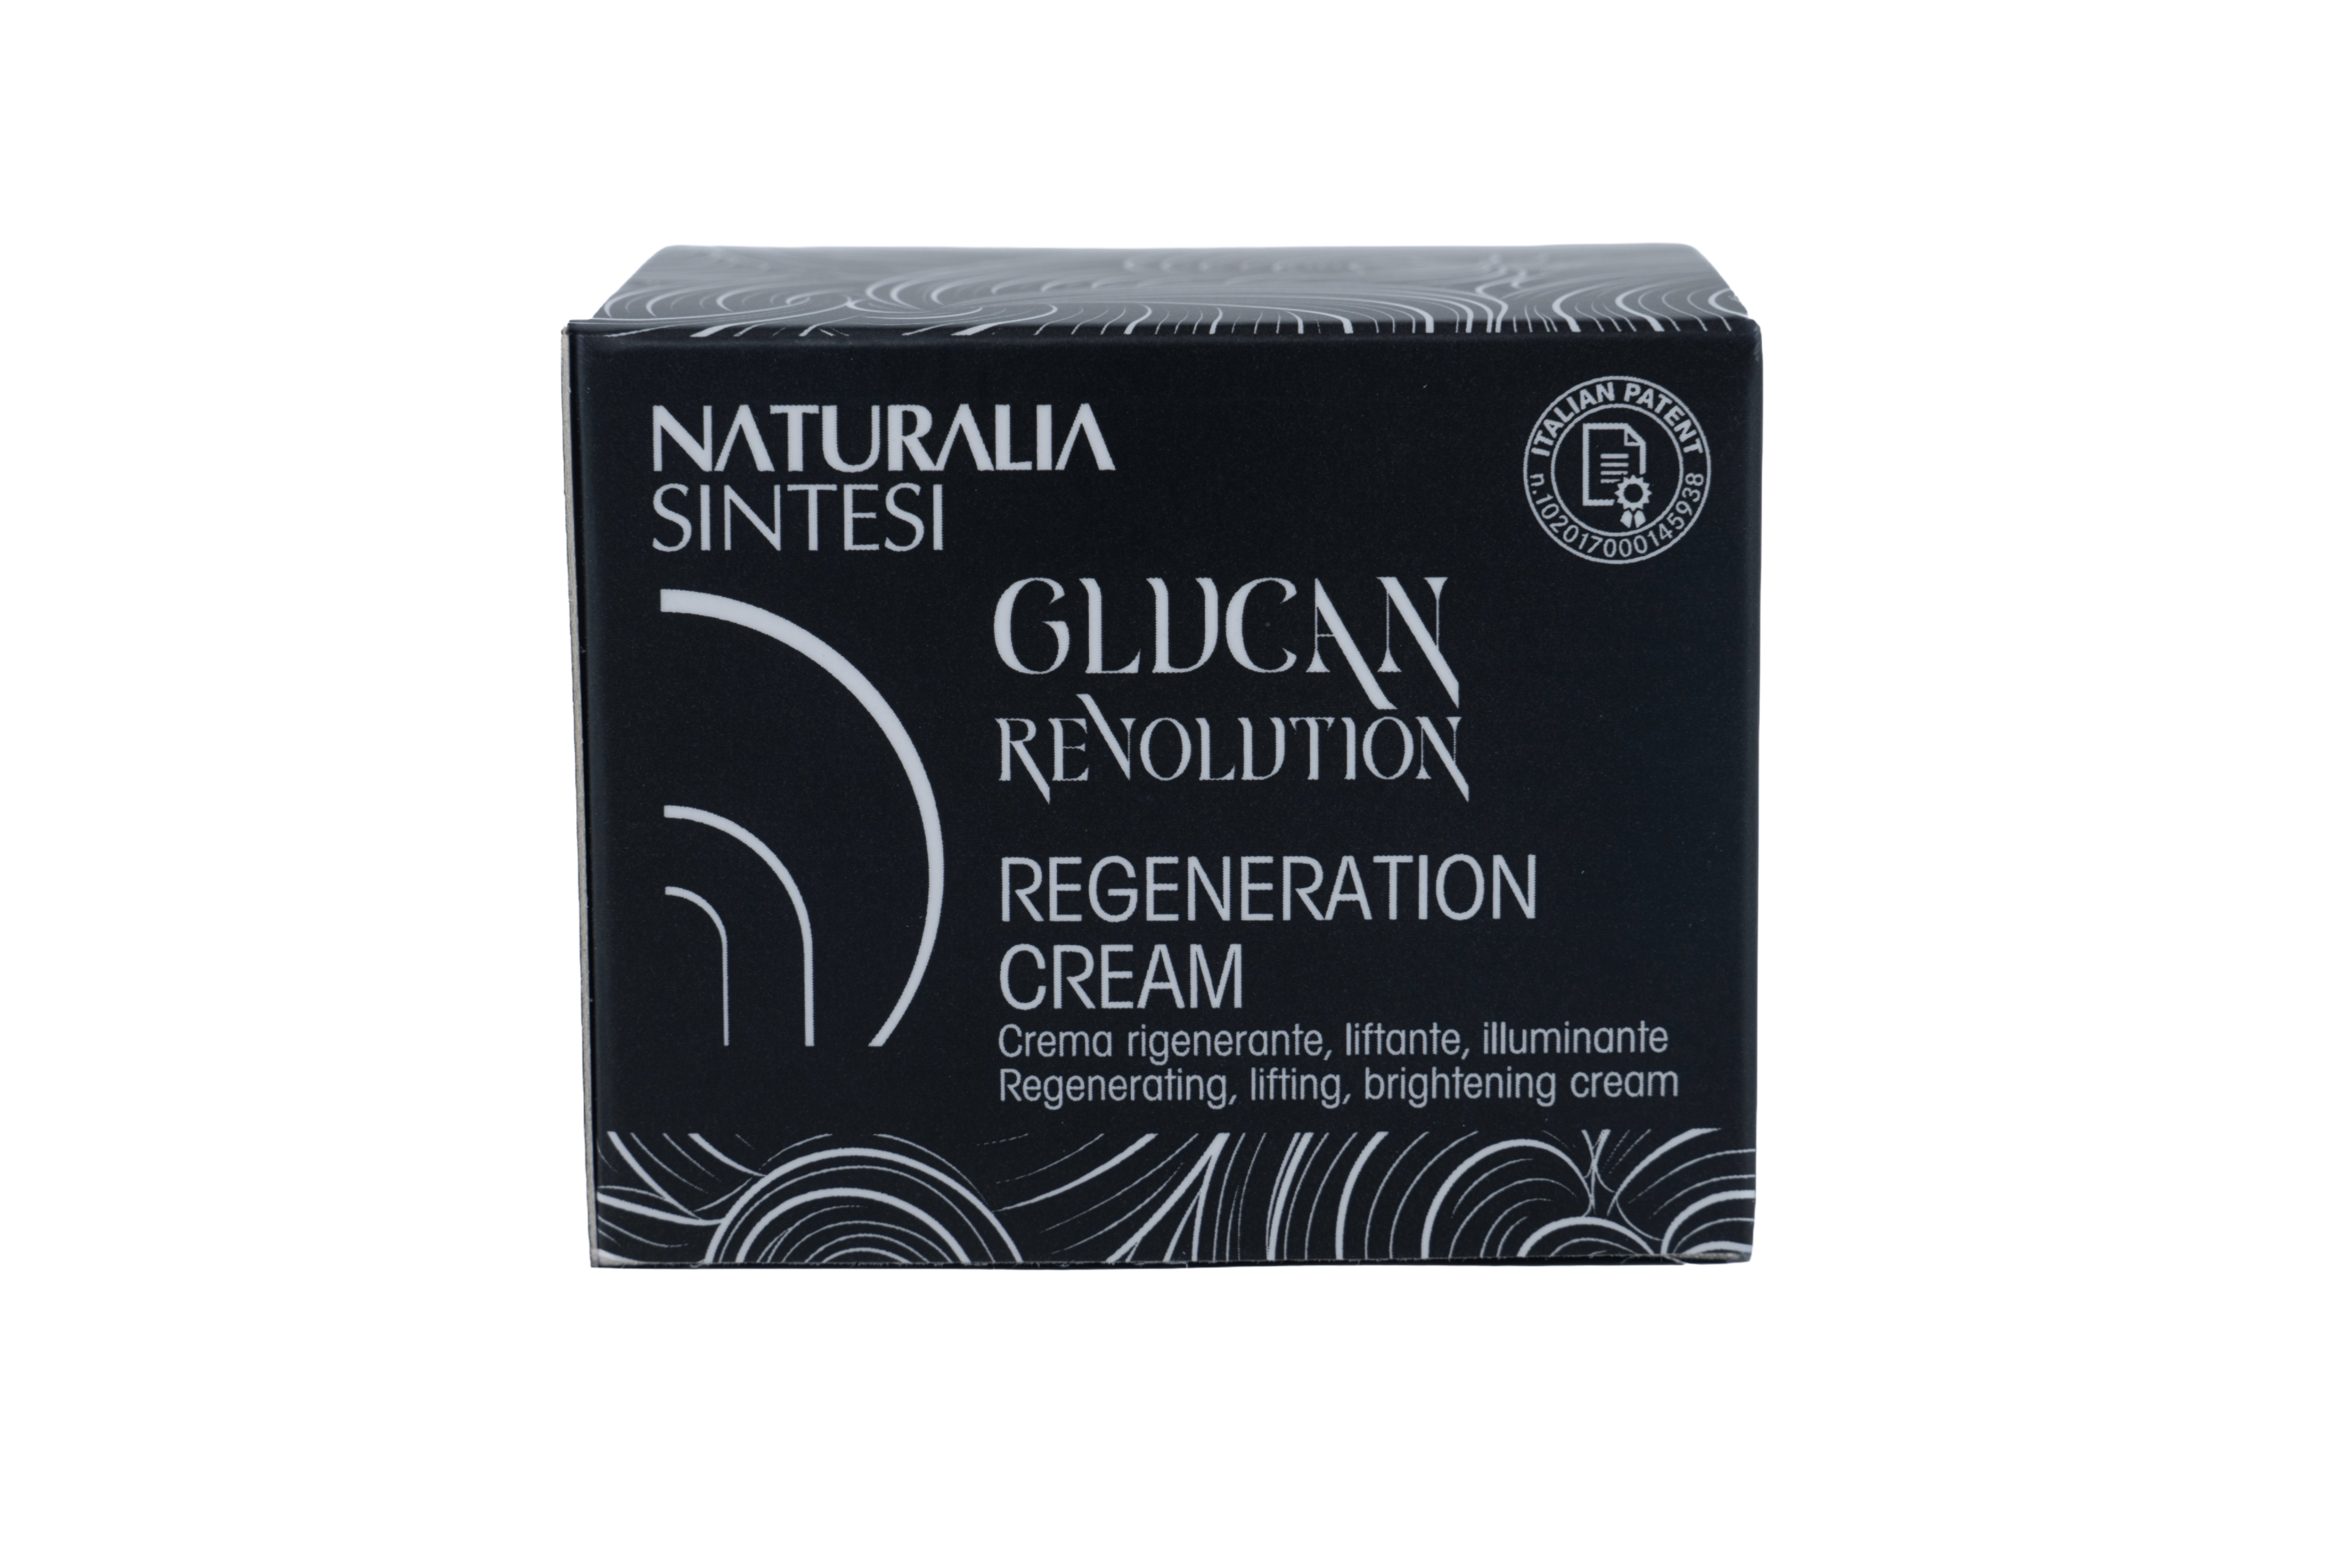 NATURALIA
SINTESI
ITALIAN PATENT
n.102017000145938
GLUCAN
REVOLUTION
REGENERATION
CREAM
Crema rigenerante, liftante, illuminante
Regenerating, lifting, brightening cream